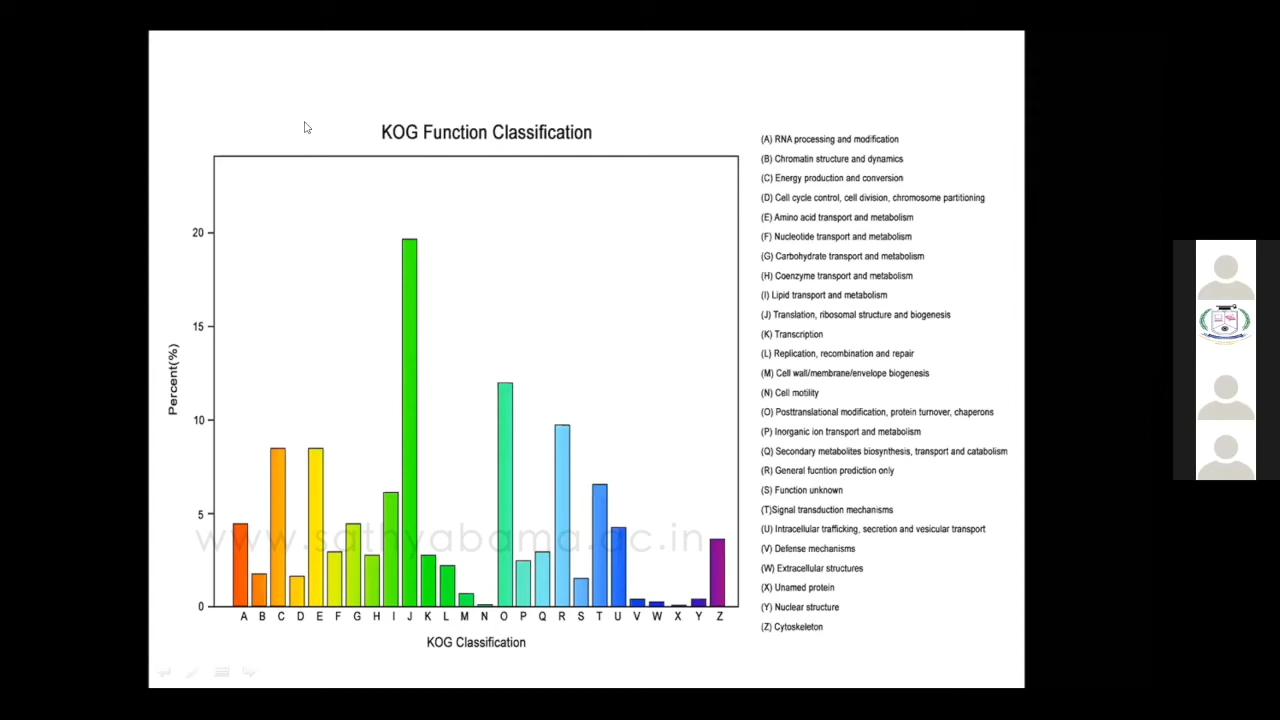 KOG Function Classification
20
15
10
5
0
Percent(%)
A B C D E F G H I J K L M N O P Q R S T U V W X Y Z
KOG Classification
(A) RNA processing and modification
(B) Chromatin structure and dynamics
(C) Energy production and conversion
(D) Cell cycle control, cell division, chromosome partitioning
(E) Amino acid transport and metabolism
(F) Nucleotide transport and metabolism
(G) Carbohydrate transport and metabolism
(H) Coenzyme transport and metabolism
(I) Lipid transport and metabolism
(J) Translation, ribosomal structure and biogenesis
(K) Transcription
(L) Replication, recombination and repair
(M) Cell wall/membrane/envelope biogenesis
(N) Cell motility
(O) Posttranslational modification, protein turnover, chaperons
(P) Inorganic ion transport and metabolism
(Q) Secondary metabolites biosynthesis, transport and catabolism
(R) General fucntion prediction only
(S) Function unknown
(T)Signal transduction mechanisms
(U) Intracellular trafficking, secretion and vesicular transport
(V) Defense mechanisms
(W) Extracellular structures
(X) Unamed protein
(Y) Nuclear structure
(Z) Cytoskeleton
www.sathyabama.ac.in